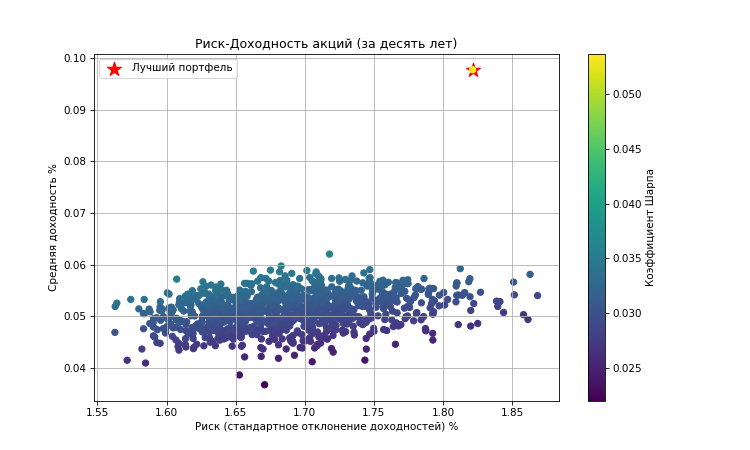 Риск-Доходность акций (за десять лет)
Лучший портфель
Средняя доходность %
0.10
0.09
0.08
0.07
0.06
0.05
0.04
1.55 1.60 1.65 1.70 1.75 1.80 1.85
Риск (стандартное отклонение доходностей) %
0.050
0.045
0.040
0.035
0.030
0.025
Коэффициент Шарпа